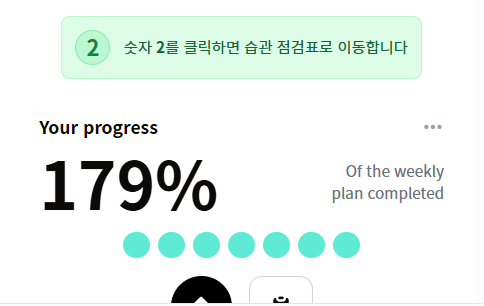 2 숫자 2를 클릭하면 습관 점검표로 이동합니다
Your progress
179%
Of the weekly
plan completed